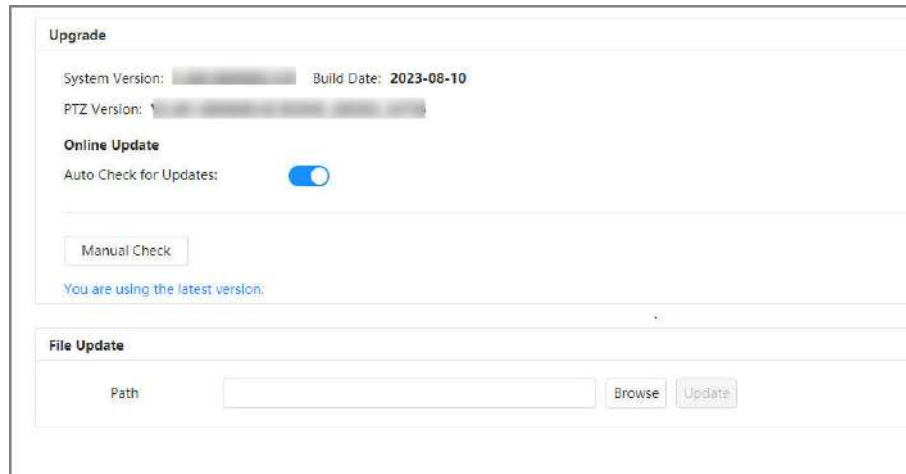 Upgrade
System Version: Build Date: 2023-08-10
PTZ Version:
Online Update
Auto Check for Updates:
Manual Check
You are using the latest version.
File Update
Path Browse Update